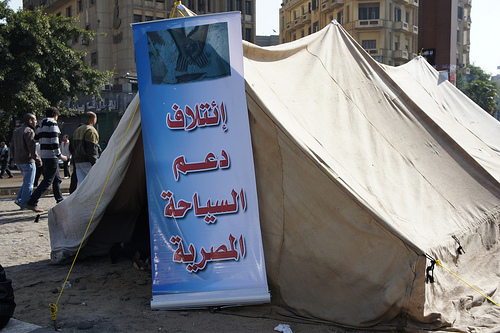 إئتلاف
دعم
السياحة
المصرية